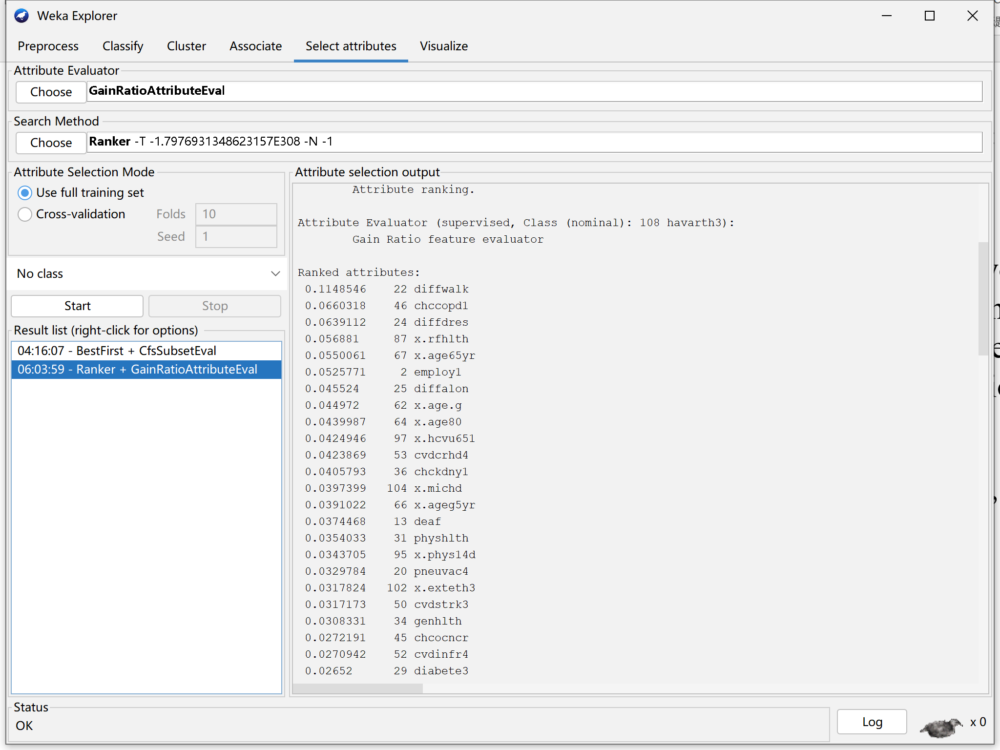 Weka Explorer
Preprocess Classify Cluster Associate Select attributes Visualize
Attribute Evaluator
Choose GainRatioAttributeEval
Search Method
Choose Ranker -T -1.7976931348623157E308 -N -1
Attribute Selection Mode
Use full training set
Cross-validation Folds 10
Seed 1
No class
Start Stop
Result list (right-click for options)
04:16:07 - BestFirst + CfsSubsetEval
06:03:59 - Ranker + GainRatioAttributeEval
Attribute selection output
Attribute ranking.
Attribute Evaluator (supervised, Class (nominal): 108 havarth3):
Gain Ratio feature evaluator
Ranked attributes:
0.1148546 22 diffwalk
0.0660318 46 chccopd1
0.0639112 24 diffdres
0.056881 87 x.rfhlth
0.0550061 67 x.age65yr
0.0525771 2 employ1
0.045524 25 diffalon
0.044972 62 x.age.g
0.0439987 64 x.age80
0.0424946 97 x.hcvu651
0.0423869 53 cvdcrhd4
0.0405793 36 chckdny1
0.0397399 104 x.michd
0.0391022 66 x.ageg5yr
0.0374468 13 deaf
0.0354033 31 physhlth
0.0343705 95 x.phys14d
0.0329784 20 pneuvac4
0.0317824 102 x.exteth3
0.0317173 50 cvdstrk3
0.0308331 34 genhlth
0.0272191 45 chcocncr
0.0270942 52 cvdinfr4
0.02652 29 diabete3
Status
OK
Log x 0